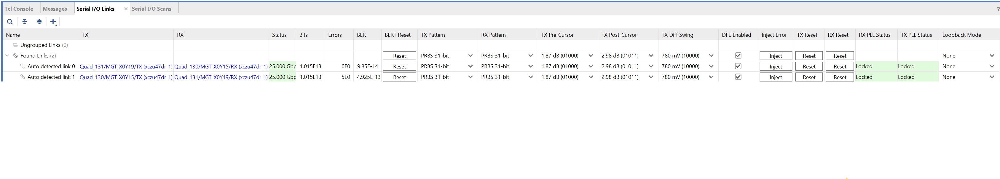 Tcl Console Messages Serial I/O Links × Serial I/O Scans ?
Name TX RX Status Bits Errors BER BERT Reset TX Pattern RX Pattern TX Pre-Cursor TX Post-Cursor TX Diff Swing DFE Enabled Inject Error TX Reset RX Reset RX PLL Status TX PLL Status Loopback Mode
Ungrouped Links (0)
Found Links (2) Reset PRBS 31-bit PRBS 31-bit 1.87 dB (01000) 2.98 dB (01011) 780 mV (10000) Inject Reset Reset None
Auto detected link 0 Quad_131/MGT_X0Y19/TX (xczu47dr_1) Quad_130/MGT_X0Y15/RX (xczu47dr_1) 25.000 Gbp 1.015E13 0E0 9.85E-14 Reset PRBS 31-bit PRBS 31-bit 1.87 dB (01000) 2.98 dB (01011) 780 mV (10000) Inject Reset Reset Locked Locked None
Auto detected link 1 Quad_130/MGT_X0Y15/TX (xczu47dr_1) Quad_131/MGT_X0Y19/RX (xczu47dr_1) 25.000 Gbp 1.015E13 5E0 4.925E-13 Reset PRBS 31-bit PRBS 31-bit 1.87 dB (01000) 2.98 dB (01011) 780 mV (10000) Inject Reset Reset Locked Locked None